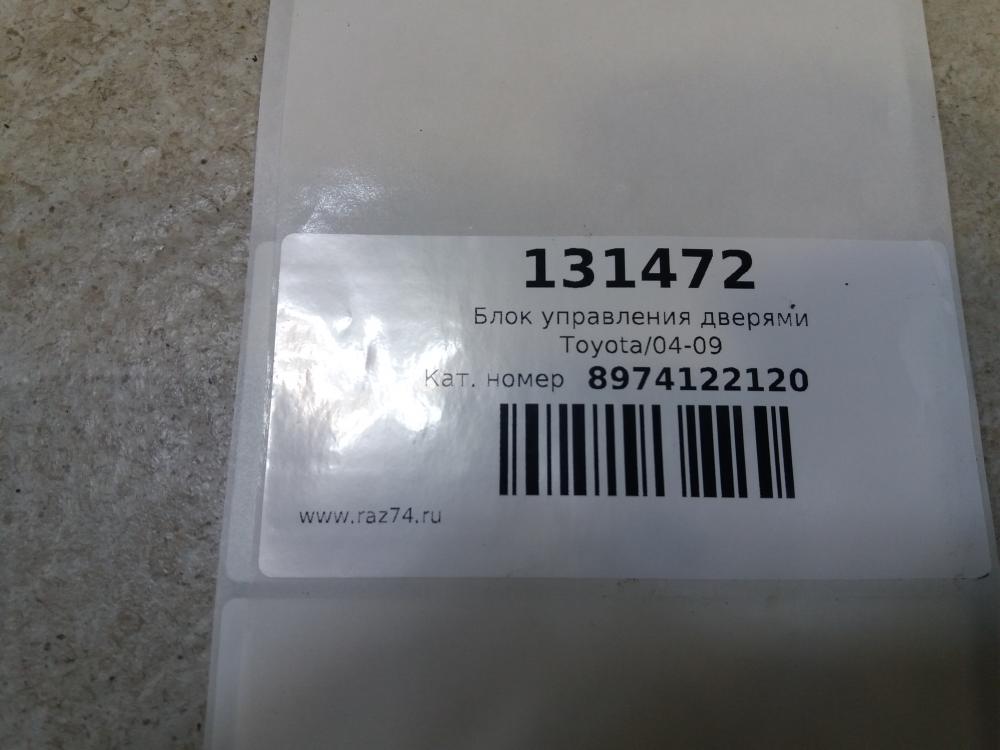 131472
Блок управления дверями
Toyota/04-09
Кат. номер 8974122120
www.raz74.ru